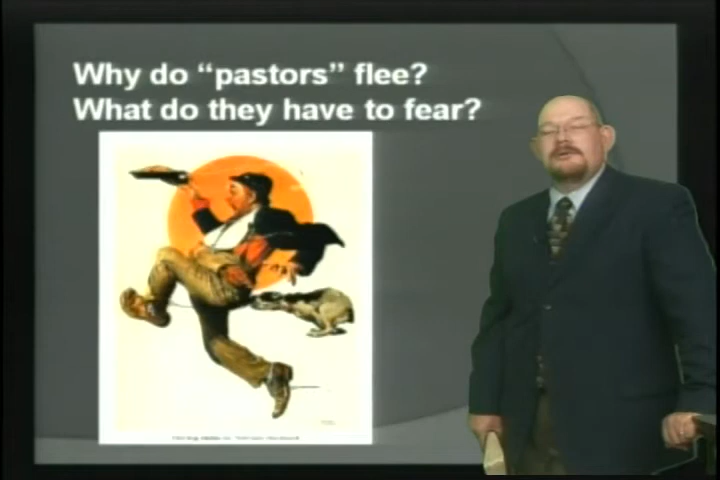 Why do “pastors” flee?
What do they have to fear?